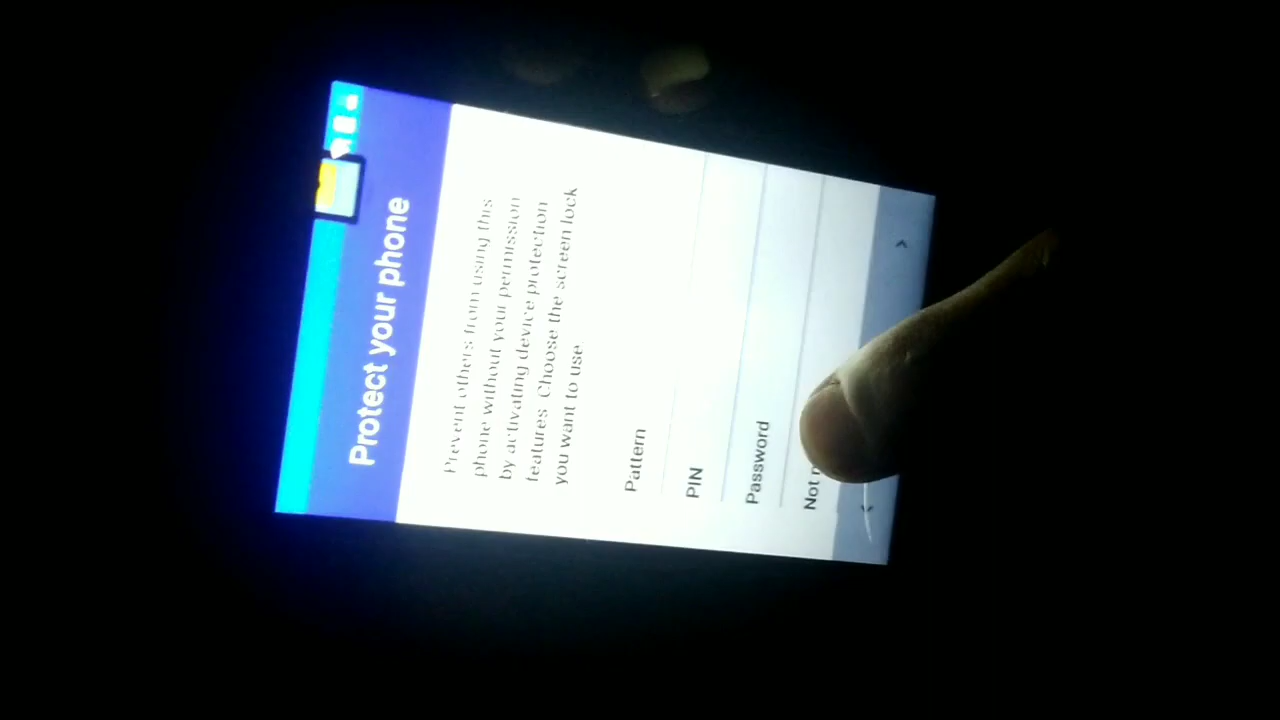 Protect your phone
Prevent others from using this
phone without your permission
by activating device protection
features. Choose the screen lock
you want to use.
Pattern
PIN
Password
Not